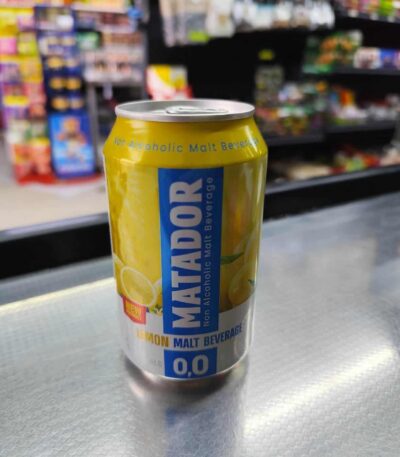 Non Alcoholic Malt Beverage
MATADOR
Non Alcoholic Malt Beverage
NEW
LEMON MALT BEVERAGE
0,0